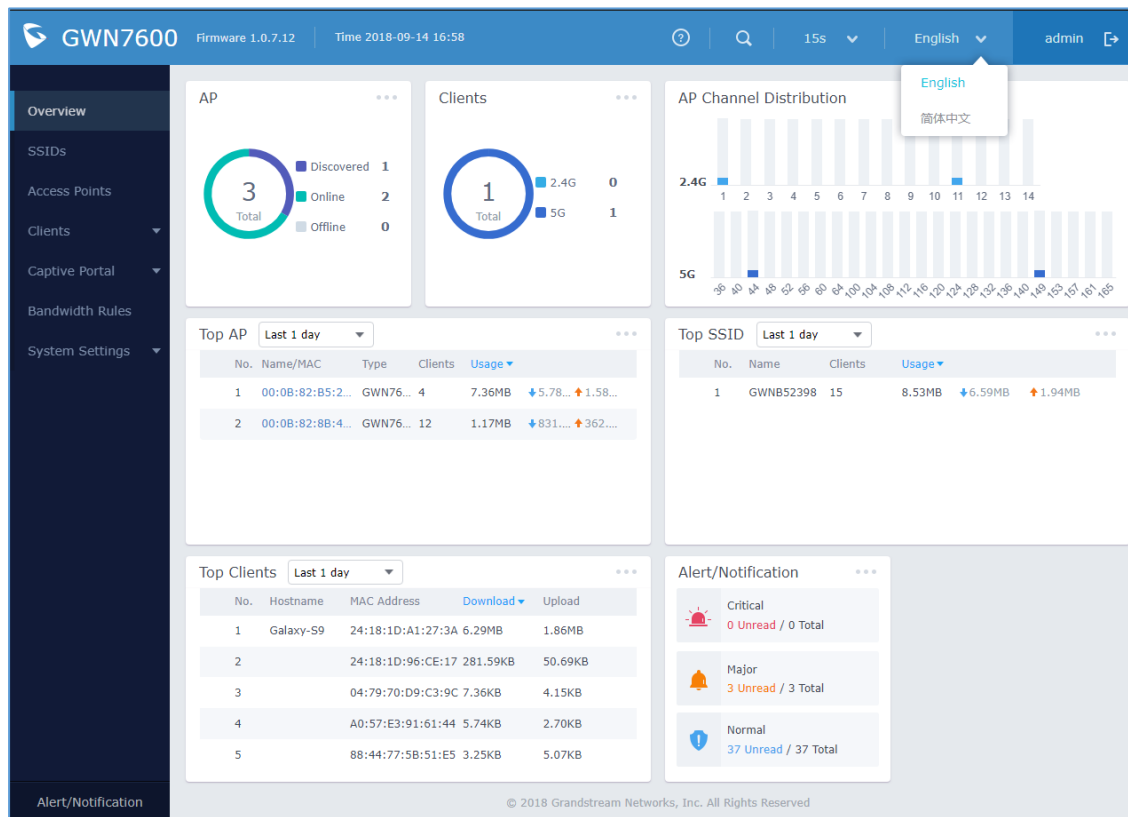 GWN7600 Firmware 1.0.7.12 Time 2018-09-14 16:58 15s English admin
English
简体中文
Overview
SSIDs
Access Points
Clients
Captive Portal
Bandwidth Rules
System Settings
Alert/Notification
AP
3
Total
Discovered 1
Online 2
Offline 0
Clients
1
Total
2.4G 0
5G 1
AP Channel Distribution
2.4G
1 2 3 4 5 6 7 8 9 10 11 12 13 14
5G
36 40 44 48 52 56 60 64 100 104 108 112 116 120 124 128 132 136 140 149 153 157 161 165
Top AP Last 1 day
No. Name/MAC Type Clients Usage
1 00:0B:82:B5:2... GWN76... 4 7.36MB 5.78... 1.58...
2 00:0B:82:8B:4... GWN76... 12 1.17MB 831.... 362....
Top SSID Last 1 day
No. Name Clients Usage
1 GWNB52398 15 8.53MB 6.59MB 1.94MB
Top Clients Last 1 day
No. Hostname MAC Address Download Upload
1 Galaxy-S9 24:18:1D:A1:27:3A 6.29MB 1.86MB
2 24:18:1D:96:CE:17 281.59KB 50.69KB
3 04:79:70:D9:C3:9C 7.36KB 4.15KB
4 A0:57:E3:91:61:44 5.74KB 2.70KB
5 88:44:77:5B:51:E5 3.25KB 5.07KB
Alert/Notification
Critical
0 Unread / 0 Total
Major
3 Unread / 3 Total
Normal
37 Unread / 37 Total
© 2018 Grandstream Networks, Inc. All Rights Reserved